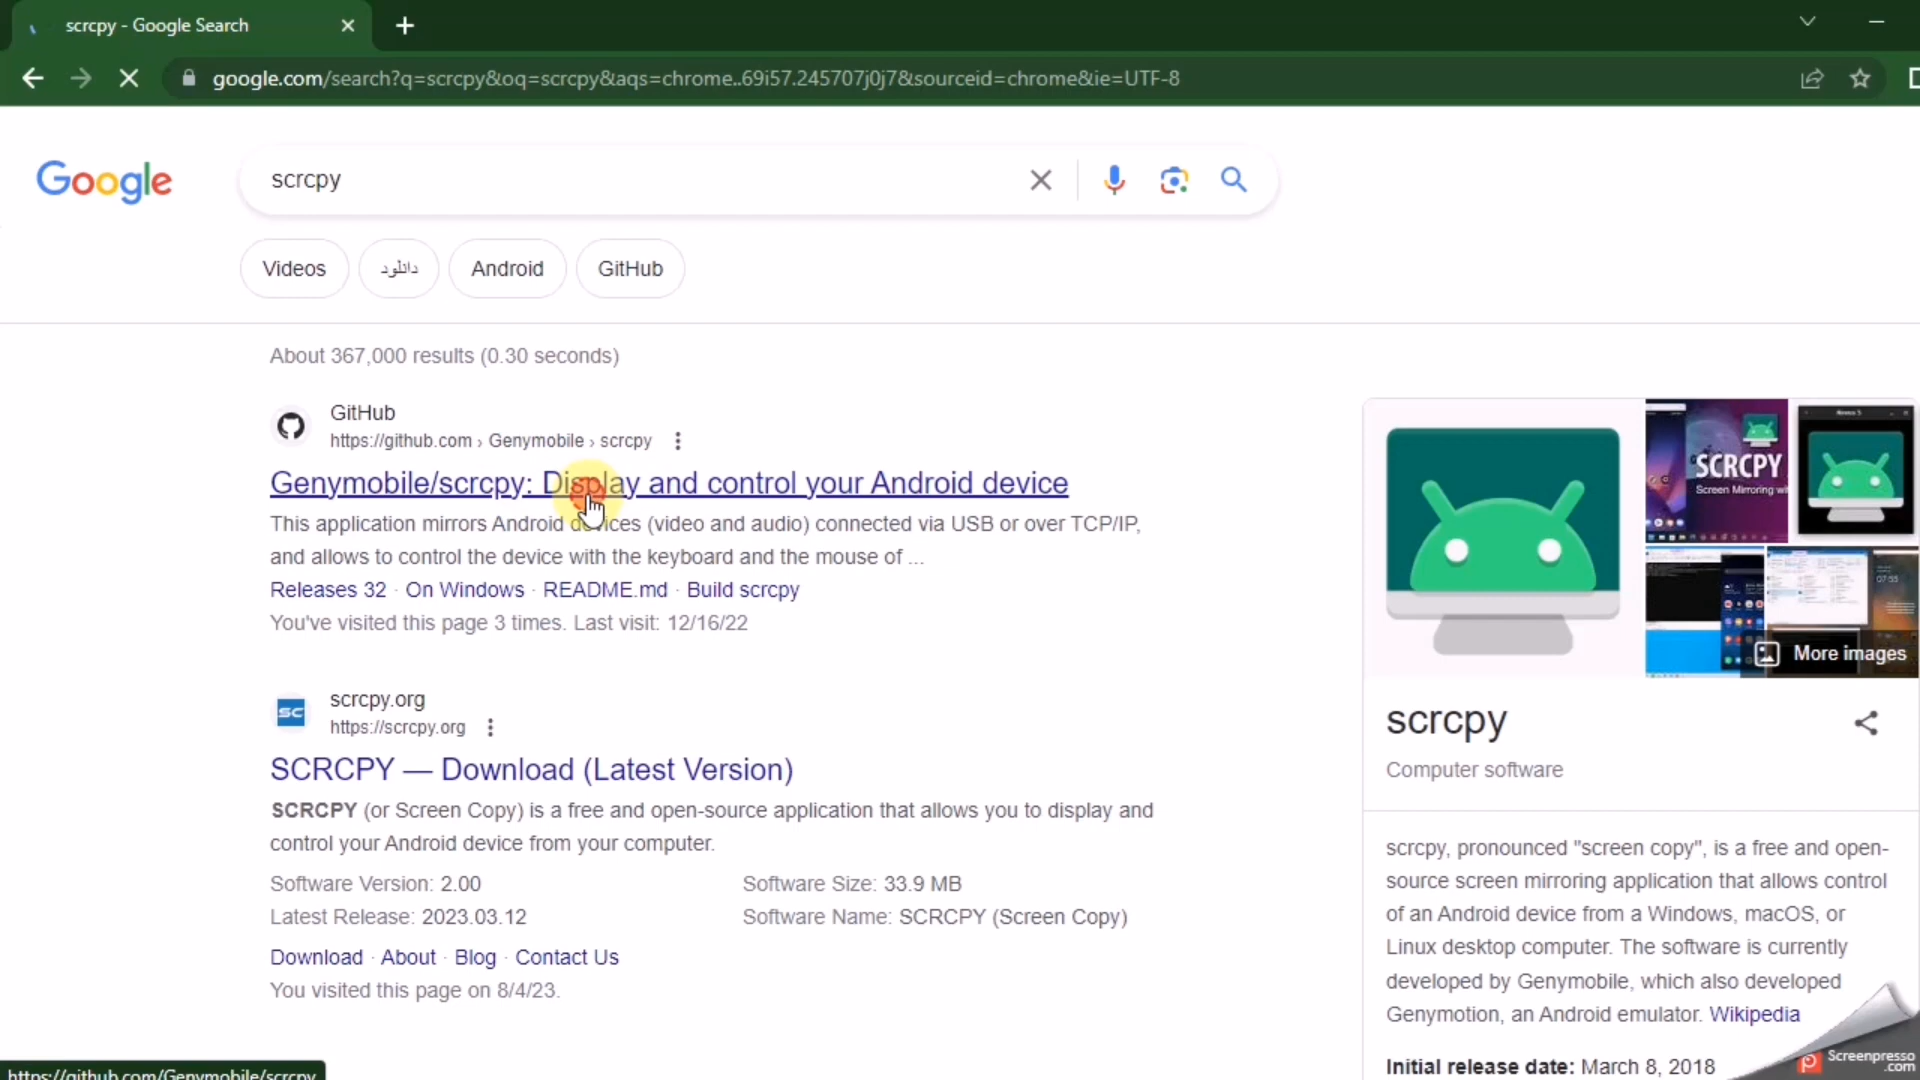 scrcpy - Google Search
google.com/search?q=scrcpy&oq=scrcpy&aqs=chrome..69i57.245707j0j7&sourceid=chrome&ie=UTF-8
Google
scrcpy
Videos
دانلود
Android
GitHub
About 367,000 results (0.30 seconds)
GitHub
https://github.com › Genymobile › scrcpy
Genymobile/scrcpy: Display and control your Android device
This application mirrors Android devices (video and audio) connected via USB or over TCP/IP,
and allows to control the device with the keyboard and the mouse of ...
Releases 32 · On Windows · README.md · Build scrcpy
You've visited this page 3 times. Last visit: 12/16/22
SC
scrcpy.org
https://scrcpy.org
SCRCPY — Download (Latest Version)
SCRCPY (or Screen Copy) is a free and open-source application that allows you to display and
control your Android device from your computer.
Software Version: 2.00
Software Size: 33.9 MB
Latest Release: 2023.03.12
Software Name: SCRCPY (Screen Copy)
Download · About · Blog · Contact Us
You visited this page on 8/4/23.
SCRCPY
Screen Mirroring wi
More images
scrcpy
Computer software
scrcpy, pronounced "screen copy", is a free and open-
source screen mirroring application that allows control
of an Android device from a Windows, macOS, or
Linux desktop computer. The software is currently
developed by Genymobile, which also developed
Genymotion, an Android emulator. Wikipedia
Initial release date: March 8, 2018
Screenpresso
.com
https://github.com/Genymobile/scrcpy